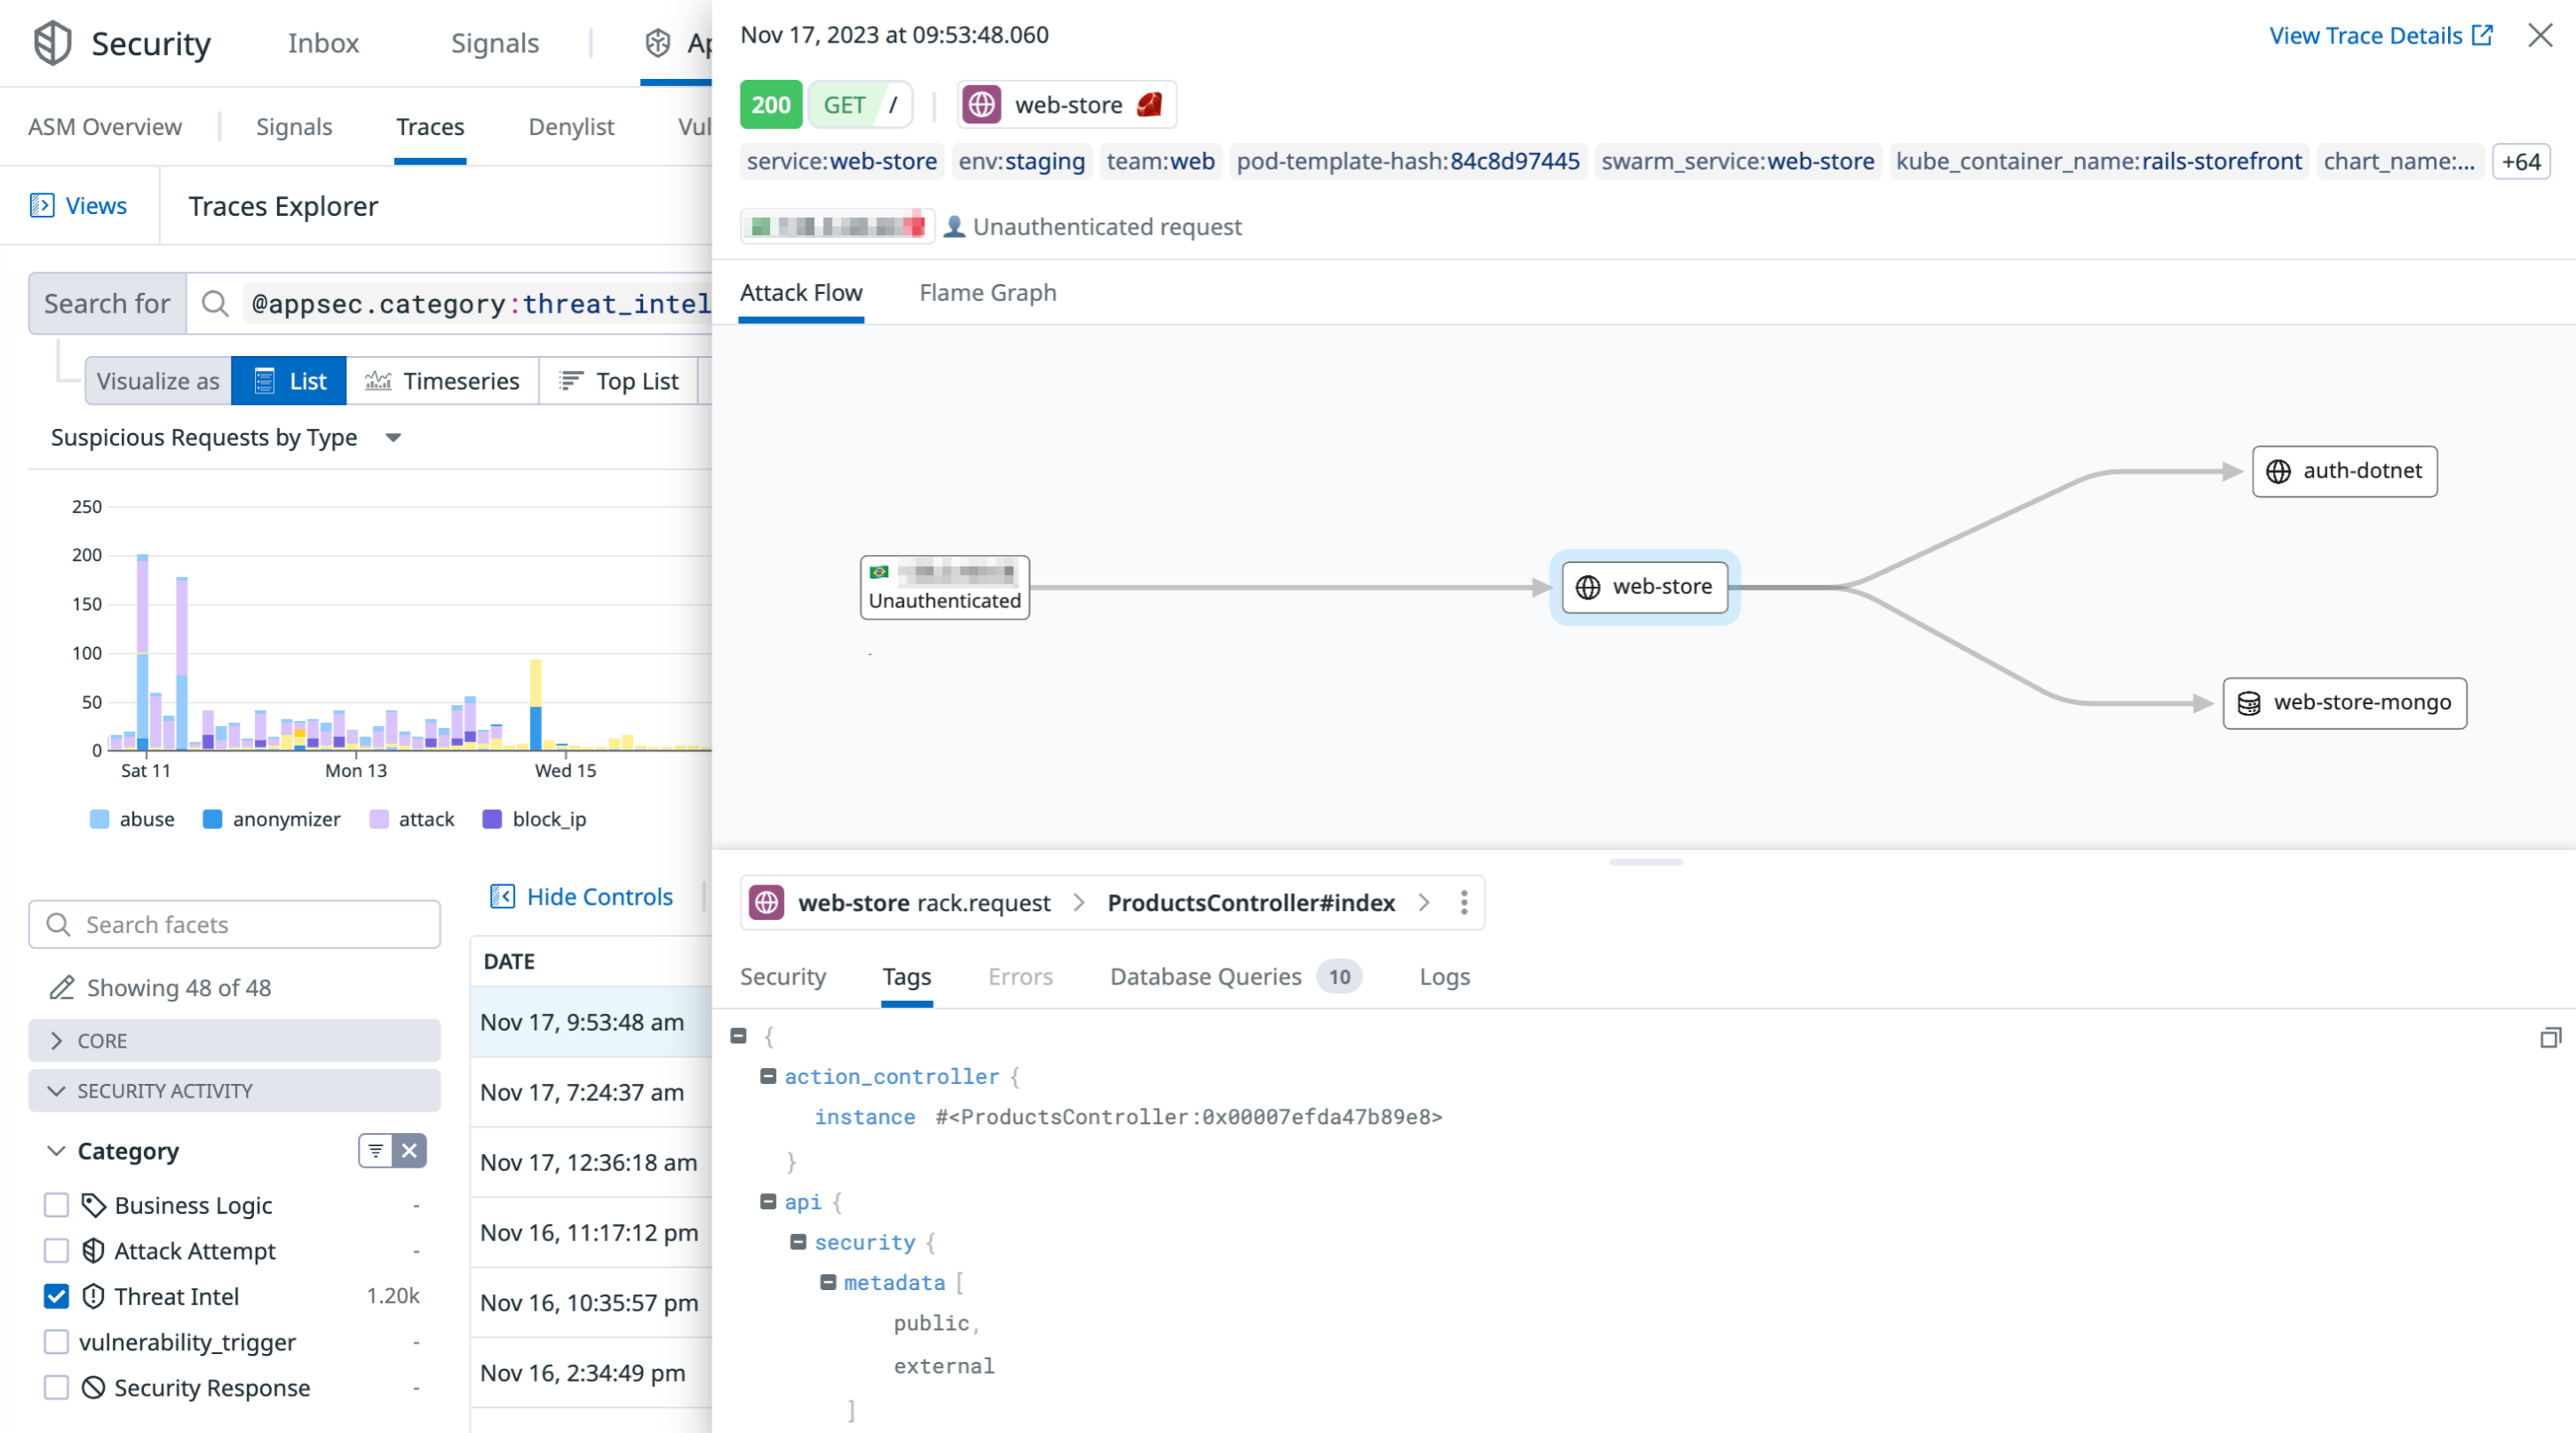 Security Inbox Signals Ap
ASM Overview Signals Traces Denylist Vul
Views Traces Explorer
Search for @appsec.category:threat_intel
Visualize as List Timeseries Top List
Suspicious Requests by Type
250
200
150
100
50
0
Sat 11 Mon 13 Wed 15
abuse anonymizer attack block_ip
Search facets
Showing 48 of 48
CORE
SECURITY ACTIVITY
Category
Business Logic -
Attack Attempt -
Threat Intel 1.20k
vulnerability_trigger -
Security Response -
Hide Controls
DATE
Nov 17, 9:53:48 am
Nov 17, 7:24:37 am
Nov 17, 12:36:18 am
Nov 16, 11:17:12 pm
Nov 16, 10:35:57 pm
Nov 16, 2:34:49 pm
Nov 17, 2023 at 09:53:48.060 View Trace Details
200 GET / web-store
service:web-store env:staging team:web pod-template-hash:84c8d97445 swarm_service:web-store kube_container_name:rails-storefront chart_name:... +64
Unauthenticated request
Attack Flow Flame Graph
Unauthenticated
web-store
auth-dotnet
web-store-mongo
web-store rack.request > ProductsController#index >
Security Tags Errors Database Queries 10 Logs
{
action_controller {
instance #<ProductsController:0x00007efda47b89e8>
}
api {
security {
metadata [
public,
external
]